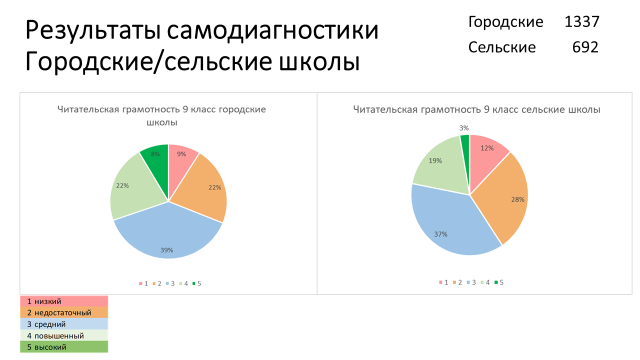 Результаты самодиагностики
Городские/сельские школы
Городские 1337
Сельские 692
Читательская грамотность 9 класс городские
школы
8%
9%
22%
22%
39%
1 2 3 4 5
Читательская грамотность 9 класс сельские школы
3%
12%
19%
28%
37%
1 2 3 4 5
1 низкий
2 недостаточный
3 средний
4 повышенный
5 высокий